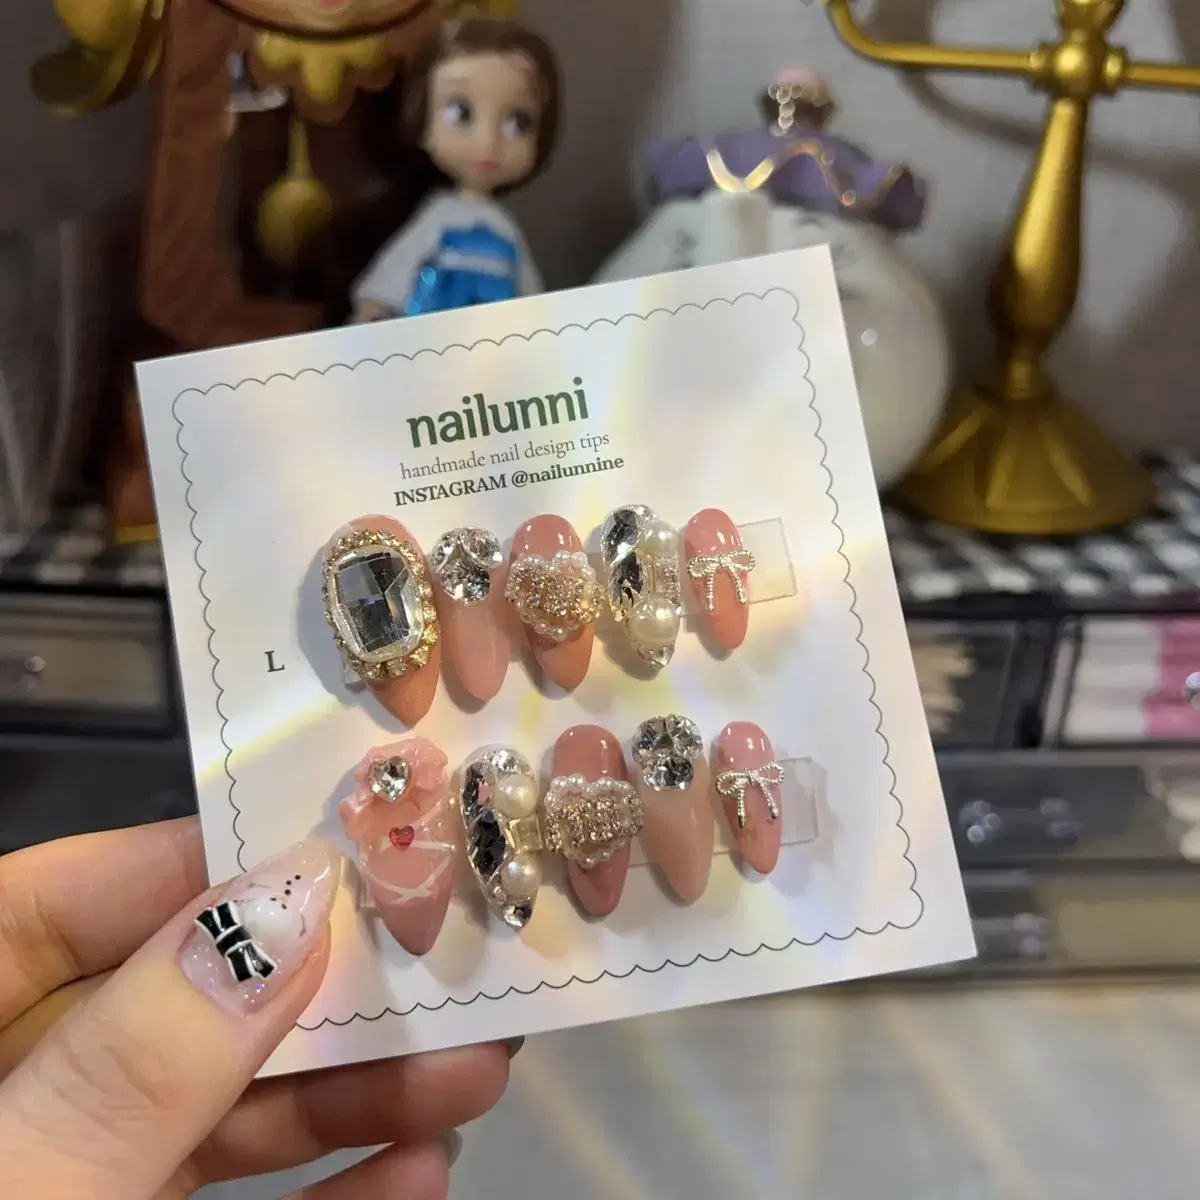 nailunni
handmade nail design tips
INSTAGRAM @nailunnine
L